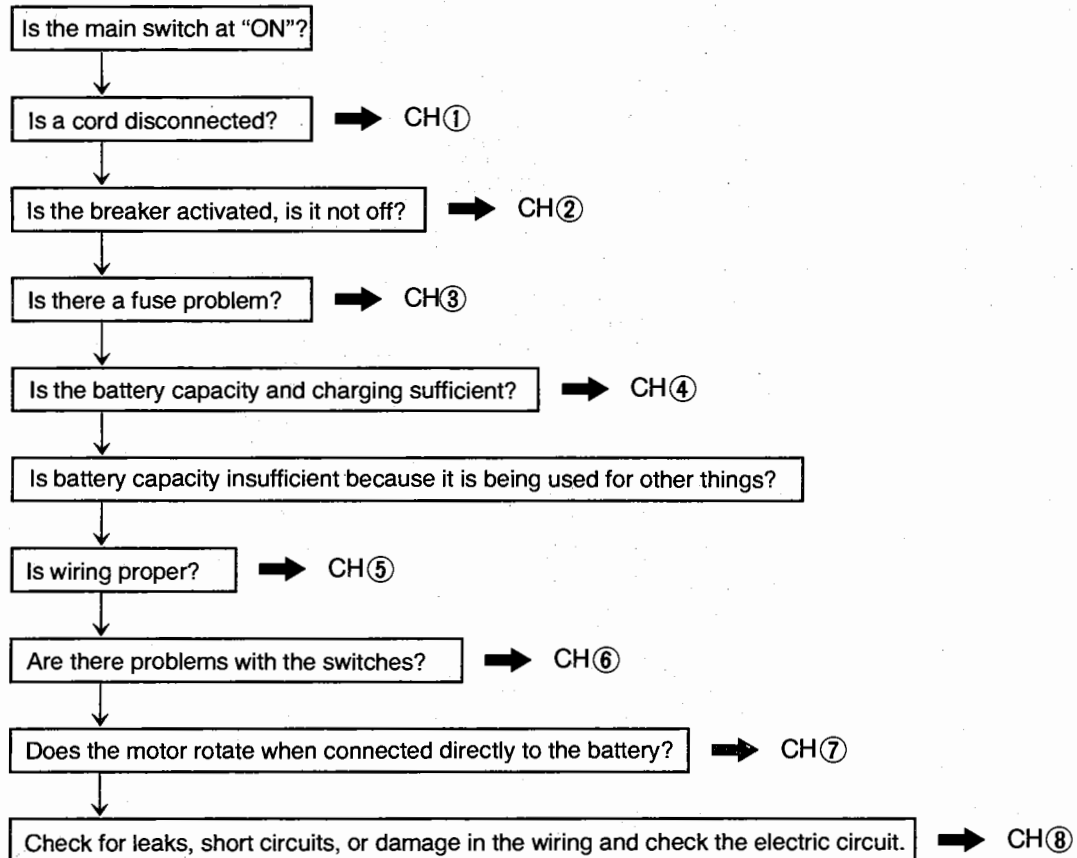 Is the main switch at “ON”?
Is a cord disconnected? CH①
Is the breaker activated, is it not off? CH②
Is there a fuse problem? CH③
Is the battery capacity and charging sufficient? CH④
Is battery capacity insufficient because it is being used for other things?
Is wiring proper? CH⑤
Are there problems with the switches? CH⑥
Does the motor rotate when connected directly to the battery? CH⑦
Check for leaks, short circuits, or damage in the wiring and check the electric circuit. CH⑧